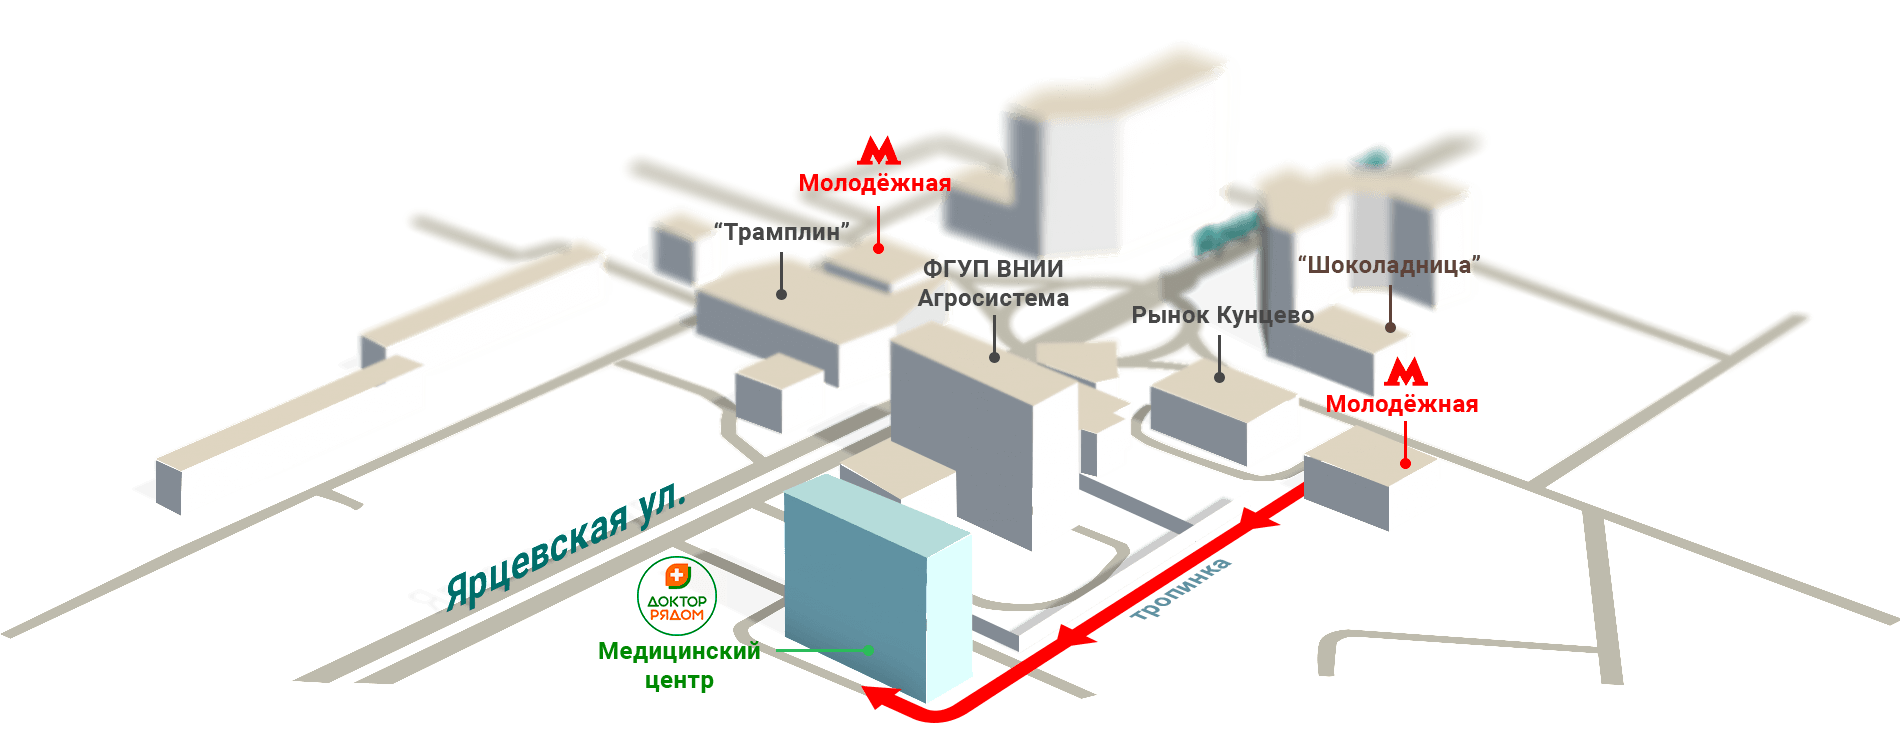 Молодёжная
“Трамплин”
ФГУП ВНИИ
Агросистема
“Шоколадница”
Рынок Кунцево
Молодёжная
Ярцевская ул.
тропинка
ДОКТОР
РЯДОМ
Медицинский
центр